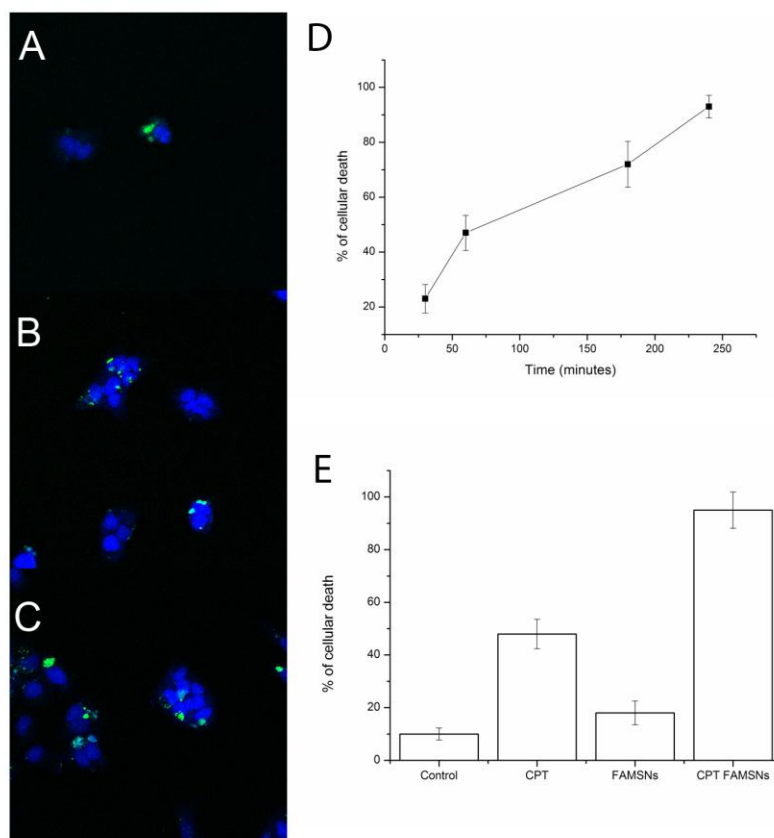 A
B
C
D
% of cellular death
100
80
60
40
20
0
50
100
150
200
250
Time (minutes)
E
% of cellular death
100
80
60
40
20
0
Control
CPT
FAMSNs
CPT FAMSNs